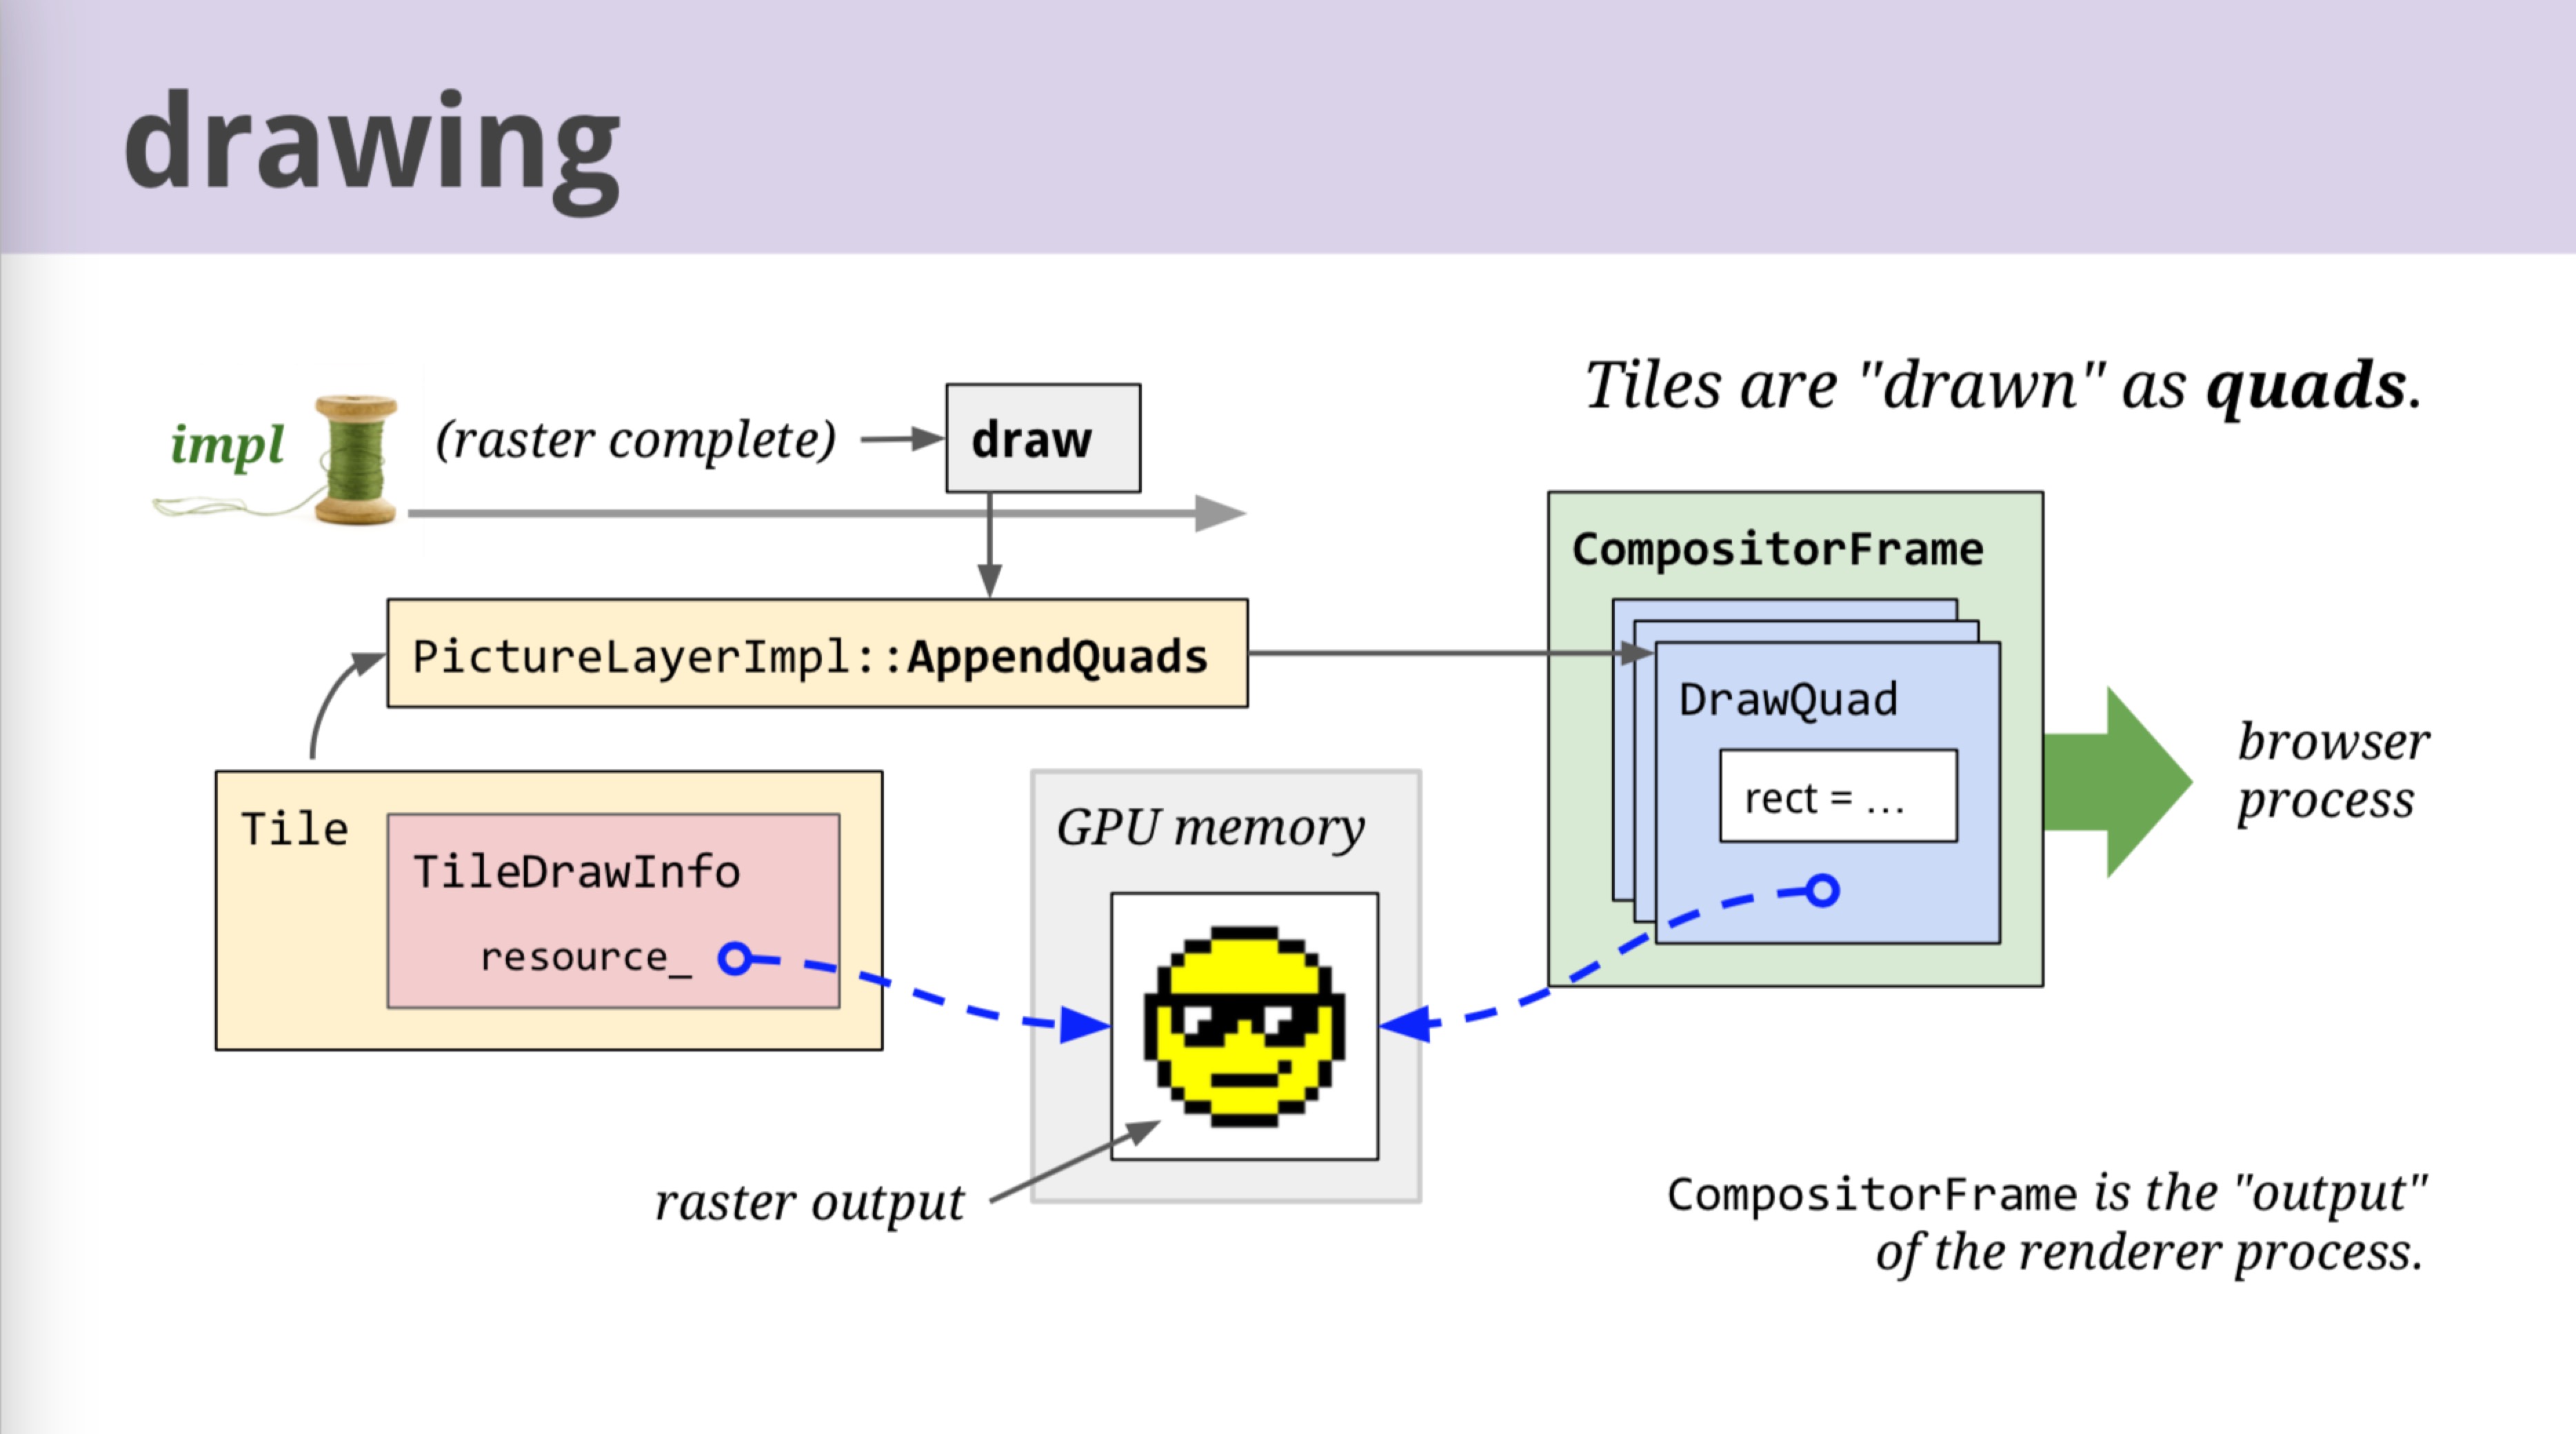 drawing
Tiles are "drawn" as quads.
impl
(raster complete)
draw
CompositorFrame
PictureLayerImpl::AppendQuads
DrawQuad
rect = …
browser
process
Tile
TileDrawInfo
resource_
GPU memory
raster output
CompositorFrame is the "output"
of the renderer process.